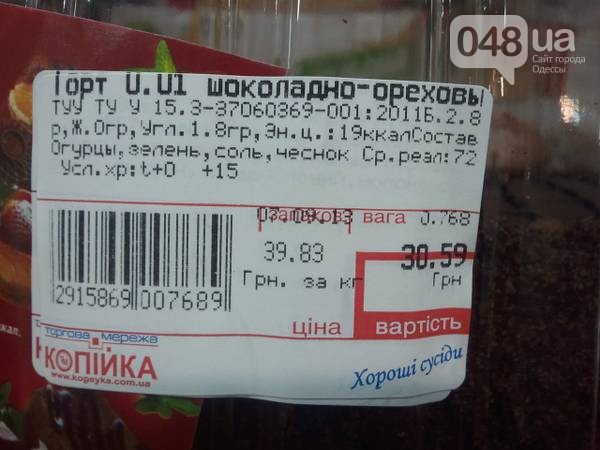 048 ua
Сайт города
Одессы
Торт 0.01 шоколадно-ореховы
ТУУ ТУ У 15.3-37060369-001:2011Б.2.8
р,Ж.0гр,Угл.1.8гр,Эн.ц.:19ккалСостав
Огурцы,зелень,соль,чеснок Ср.реал:72
Усл.хр:t+0 +15
07.09.13 вага 0.768
39.83 30.59
Грн. за кг Грн
2915869 007689
ціна вартість
торгова мережа
КОПІЙКА
www.kopeyka.com.ua
Хороші сусіди